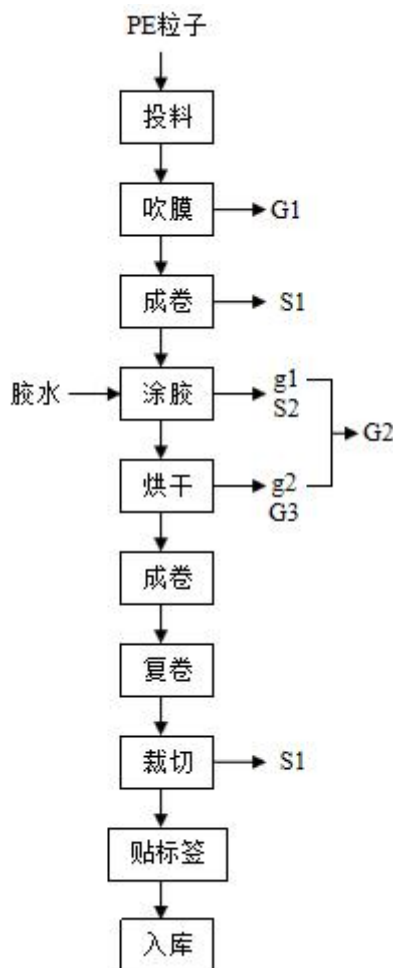 PE粒子
投料
吹膜
G1
成卷
S1
胶水
涂胶
g1
S2
G2
烘干
g2
G3
成卷
复卷
裁切
S1
贴标签
入库